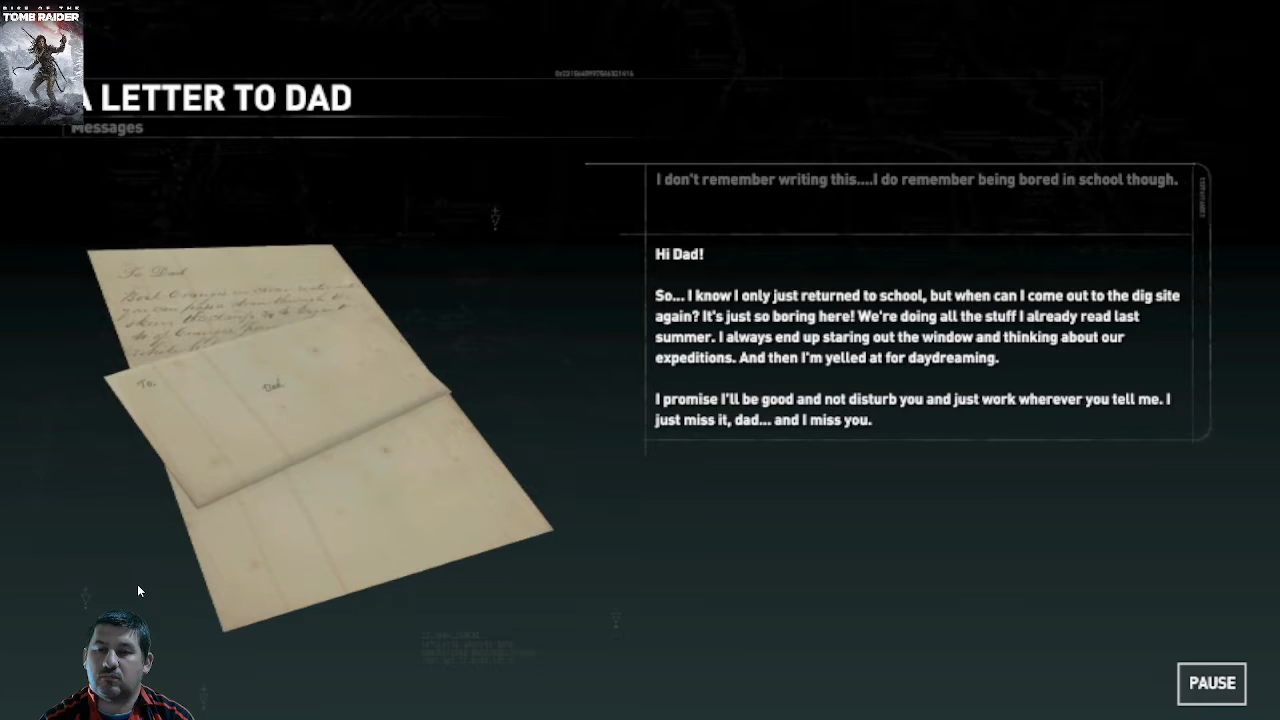 RISE OF THE
TOMB RAIDER
A LETTER TO DAD
Messages
I don't remember writing this....I do remember being bored in school though.
Hi Dad!
So... I know I only just returned to school, but when can I come out to the dig site
again? It's just so boring here! We're doing all the stuff I already read last
summer. I always end up staring out the window and thinking about our
expeditions. And then I'm yelled at for daydreaming.
I promise I'll be good and not disturb you and just work wherever you tell me. I
just miss it, dad... and I miss you.
To Dad
To.
Dad.
PAUSE